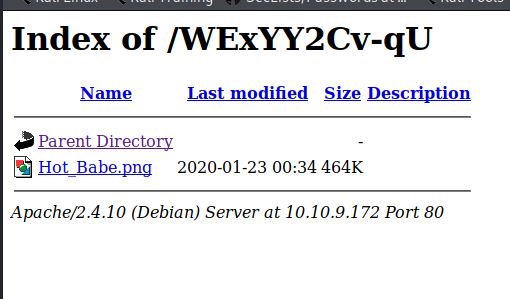 Kali Linux Kali Training SecLists/Passwords at ... Kali Tools
Index of /WExYY2Cv-qU
Name Last modified Size Description
Parent Directory -
Hot_Babe.png 2020-01-23 00:34 464K
Apache/2.4.10 (Debian) Server at 10.10.9.172 Port 80